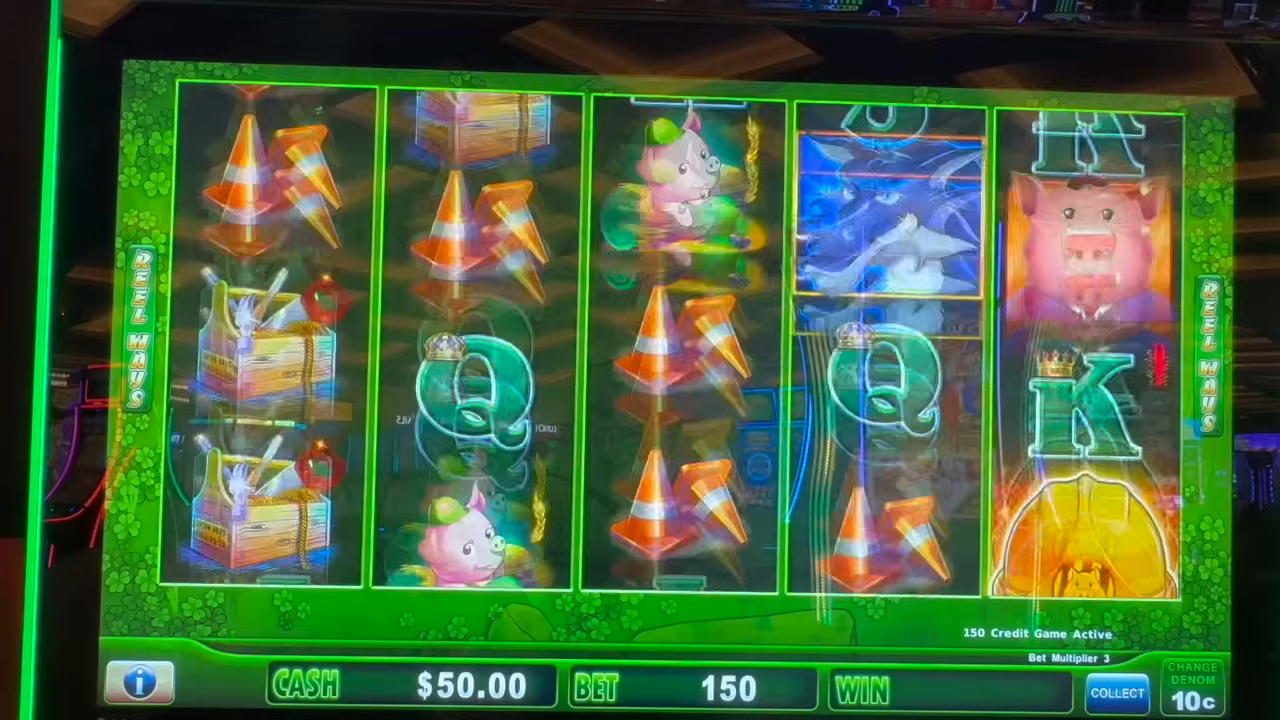 K
REEL WAYS
REEL WAYS
Q
Q
K
150 Credit Game Active
Bet Multiplier 3
i
CASH $50.00
BET 150
WIN
COLLECT
CHANGE
DENOM
10¢